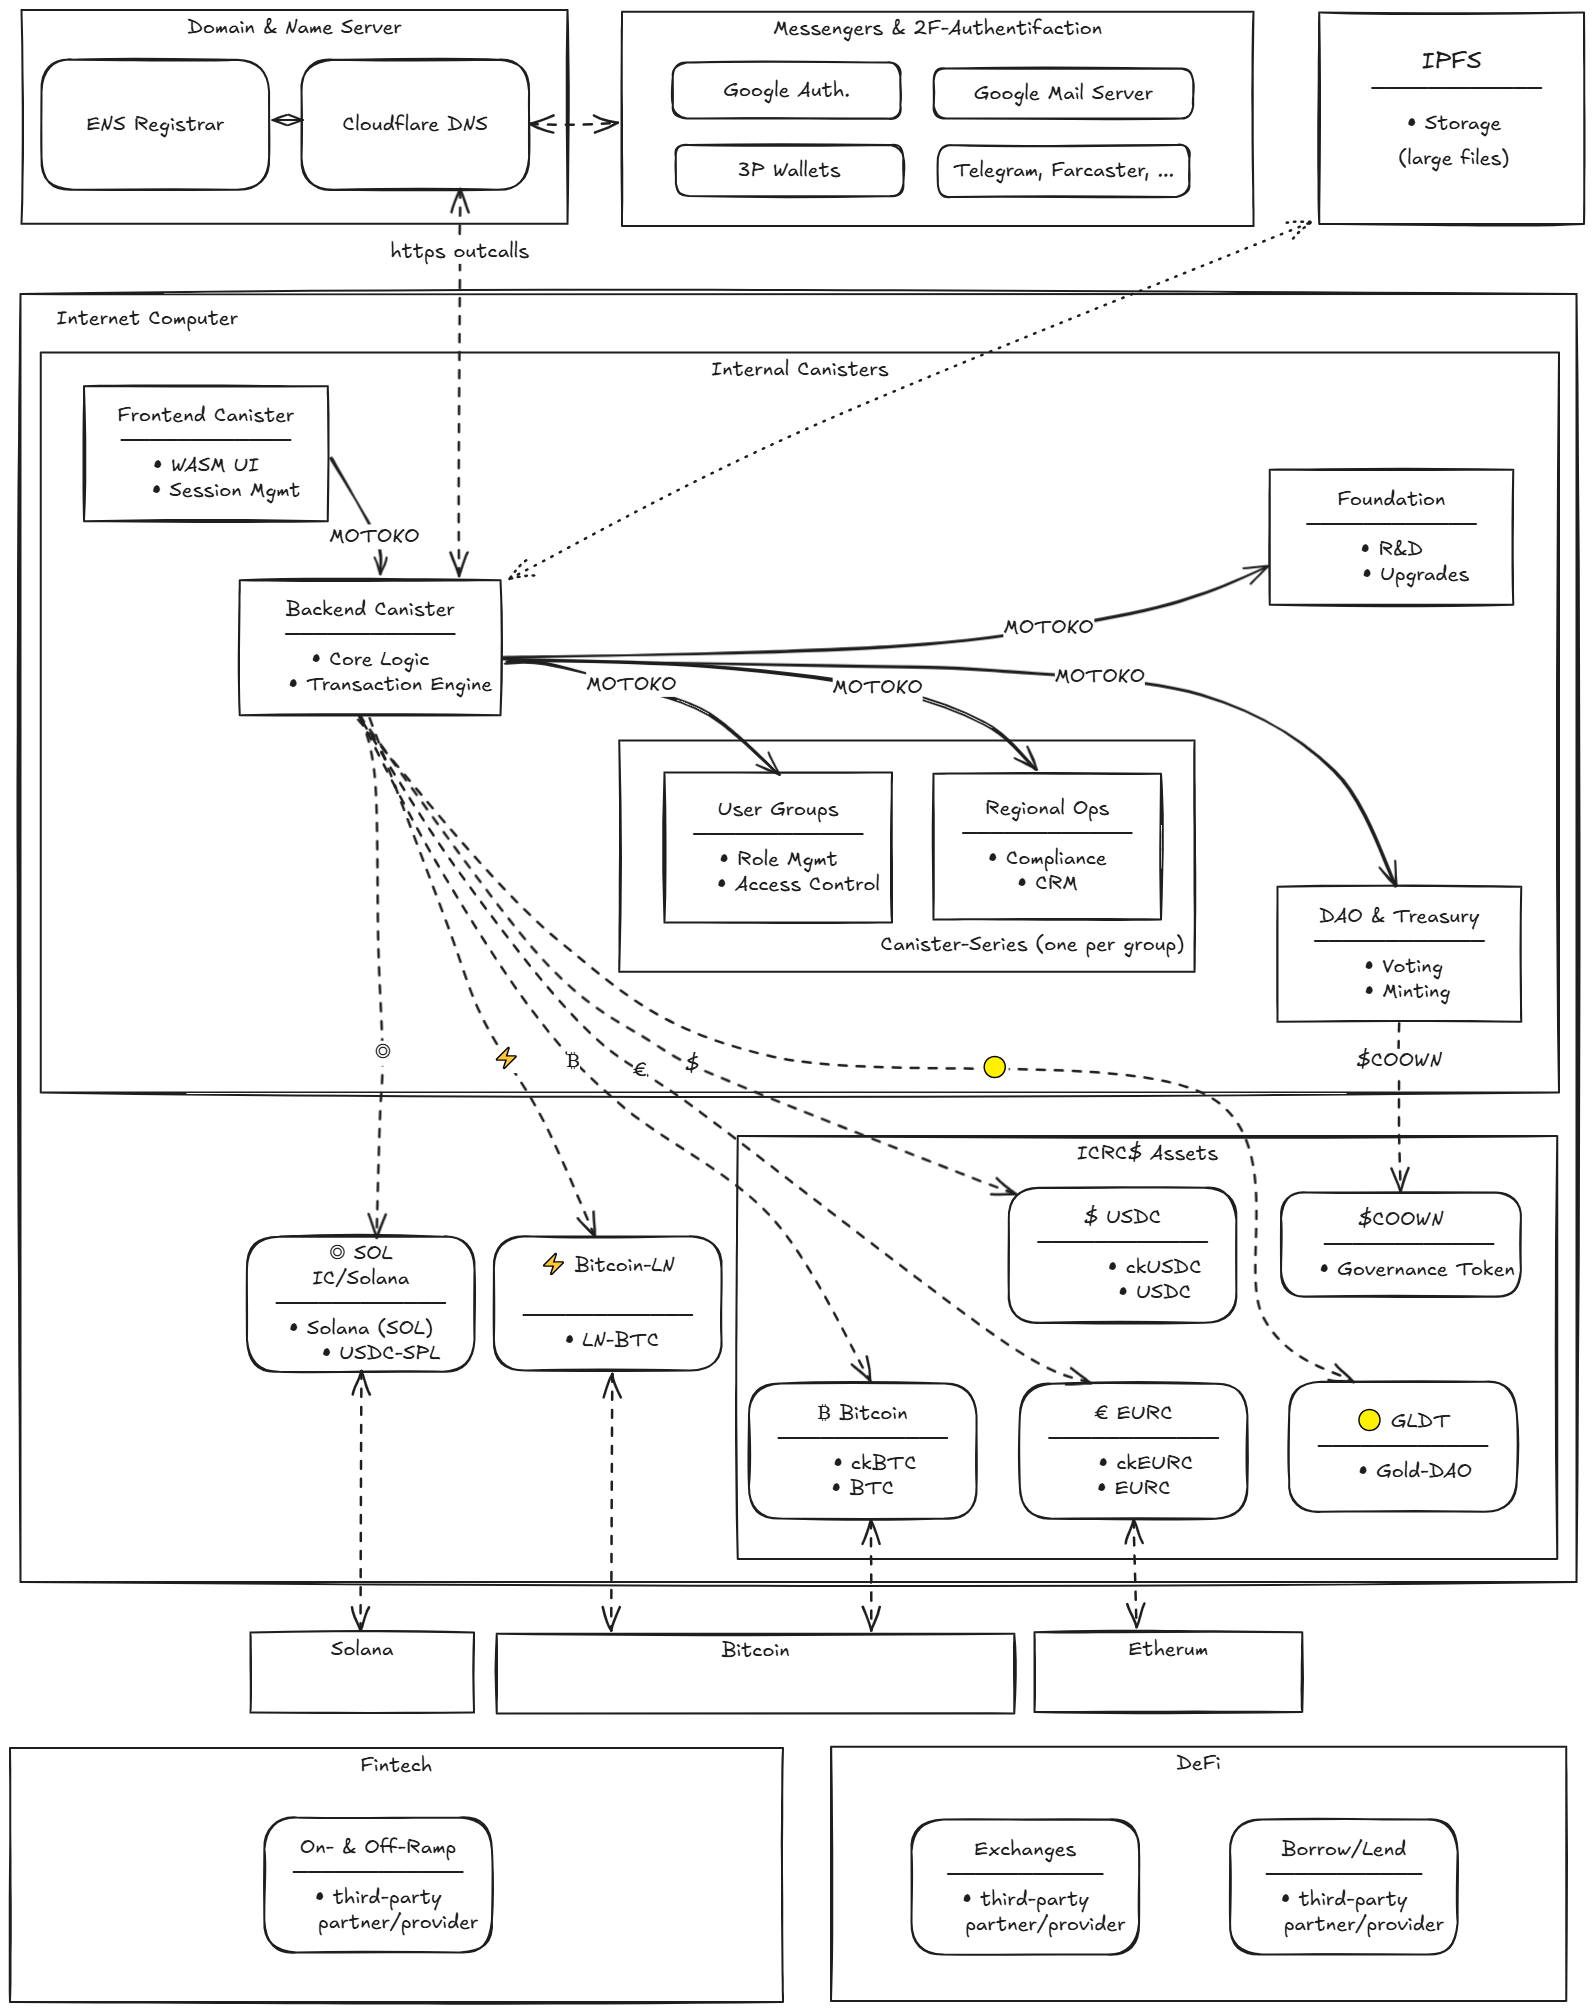 Domain & Name Server
ENS Registrar
Cloudflare DNS
Messengers & 2F-Authentifaction
Google Auth.
Google Mail Server
3P Wallets
Telegram, Farcaster, ...
IPFS
• Storage
(large files)
https outcalls
Internet Computer
Internal Canisters
Frontend Canister
• WASM UI
• Session Mgmt
MOTOKO
Backend Canister
• Core Logic
• Transaction Engine
Foundation
• R&D
• Upgrades
MOTOKO
MOTOKO
MOTOKO
MOTOKO
User Groups
• Role Mgmt
• Access Control
Regional Ops
• Compliance
• CRM
Canister-Series (one per group)
DAO & Treasury
• Voting
• Minting
◎
⚡
₿
€
$
$COOWN
ICRC$ Assets
$ USDC
• ckUSDC
• USDC
$COOWN
• Governance Token
◎ SOL
IC/Solana
• Solana (SOL)
• USDC-SPL
⚡ Bitcoin-LN
• LN-BTC
₿ Bitcoin
• ckBTC
• BTC
€ EURC
• ckEURC
• EURC
GLDT
• Gold-DAO
Solana
Bitcoin
Etherum
Fintech
On- & Off-Ramp
• third-party
partner/provider
DeFi
Exchanges
• third-party
partner/provider
Borrow/Lend
• third-party
partner/provider